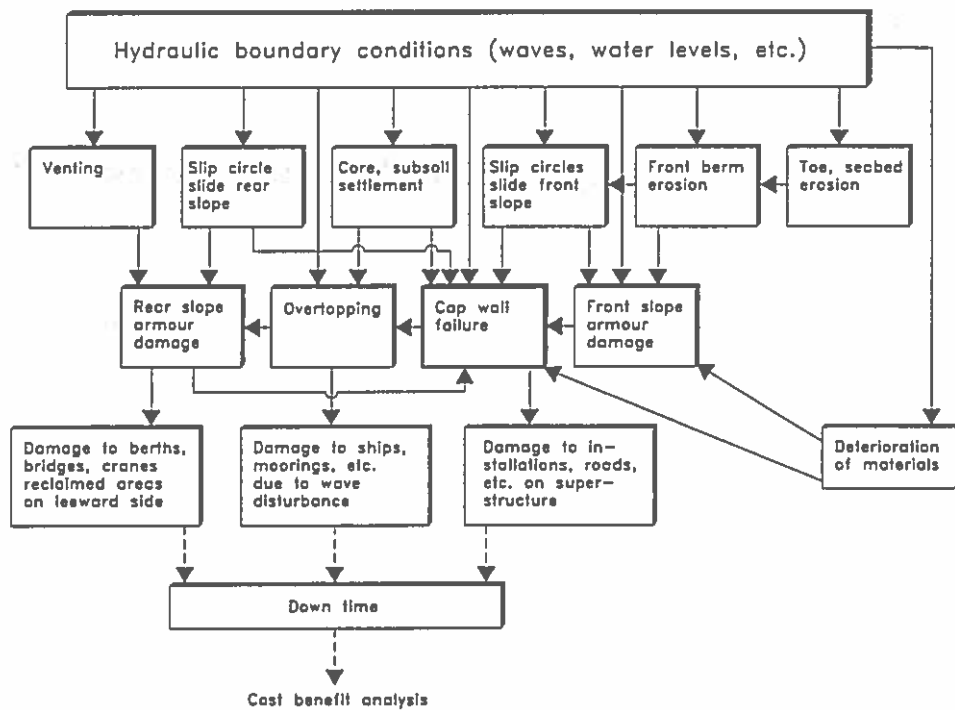 Hydraulic boundary conditions (waves, water levels, etc.)
Venting
Slip circle
slide rear
slope
Core, subsoil
settlement
Slip circles
slide front
slope
Front berm
erosion
Toe, seabed
erosion
Rear slope
armour
damage
Overtopping
Cap wall
failure
Front slope
armour
damage
Damage to berths,
bridges, cranes
reclaimed areas
on leeward side
Damage to ships,
moorings, etc.
due to wave
disturbance
Damage to in-
stallations, roads,
etc. on super-
structure
Deterioration
of materials
Down time
Cost benefit analysis